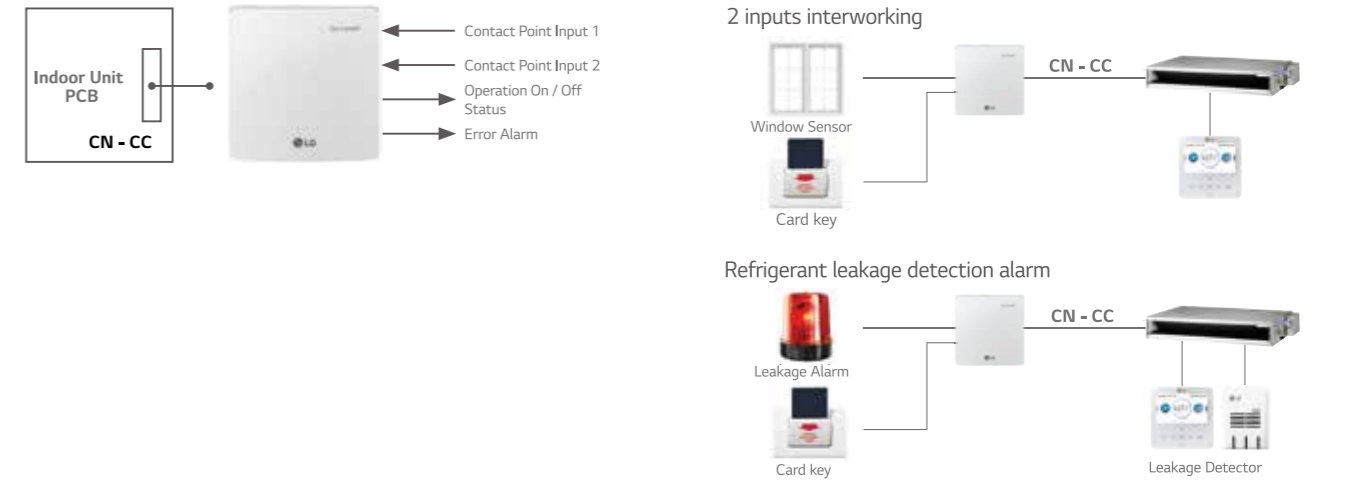 Indoor Unit
PCB
CN - CC
LG
Contact Point Input 1
Contact Point Input 2
Operation On / Off
Status
Error Alarm
2 inputs interworking
CN - CC
Window Sensor
Card key
Refrigerant leakage detection alarm
CN - CC
Leakage Alarm
Card key
Leakage Detector